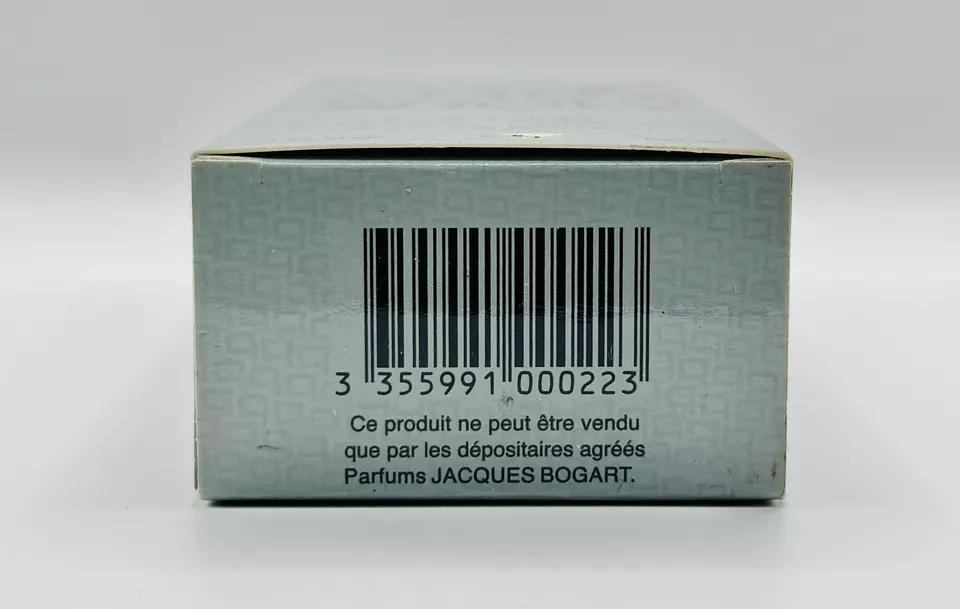 3 355991 000223
Ce produit ne peut être vendu
que par les dépositaires agréés
Parfums JACQUES BOGART.